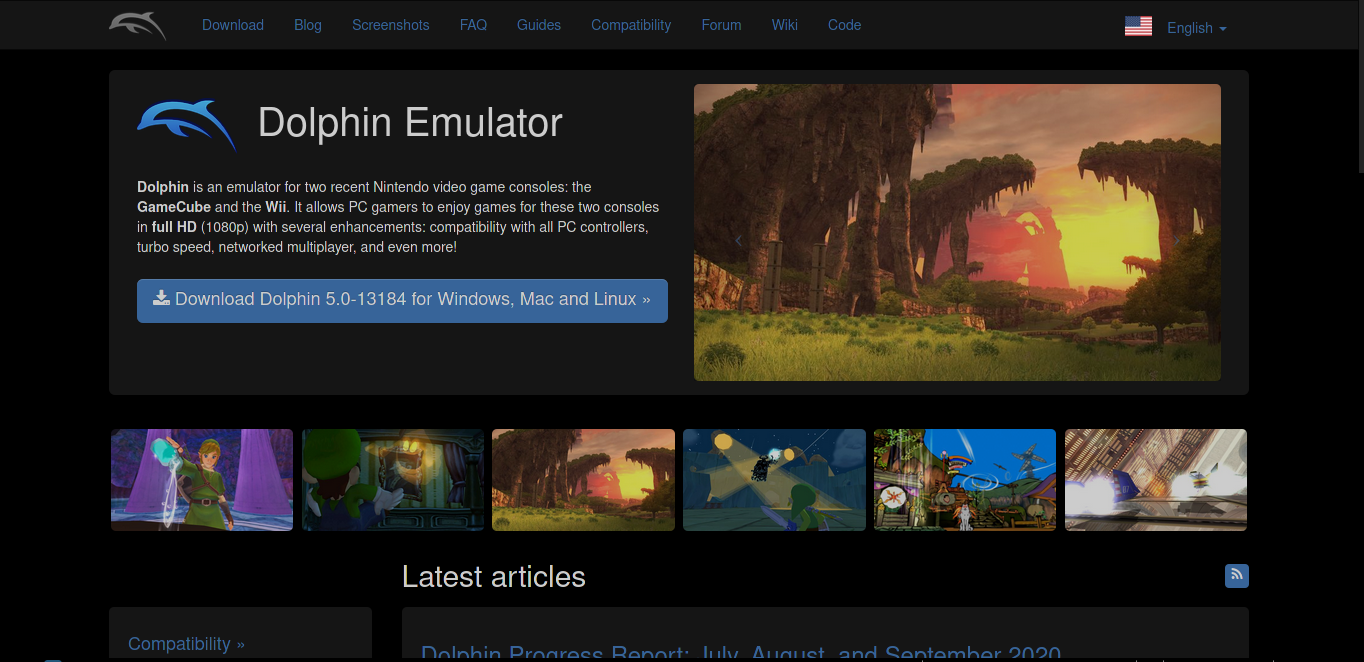 Download Blog Screenshots FAQ Guides Compatibility Forum Wiki Code English
Dolphin Emulator
Dolphin is an emulator for two recent Nintendo video game consoles: the
GameCube and the Wii. It allows PC gamers to enjoy games for these two consoles
in full HD (1080p) with several enhancements: compatibility with all PC controllers,
turbo speed, networked multiplayer, and even more!
Download Dolphin 5.0-13184 for Windows, Mac and Linux »
Latest articles
Compatibility »
Dolphin Progress Report: July, August, and September 2020